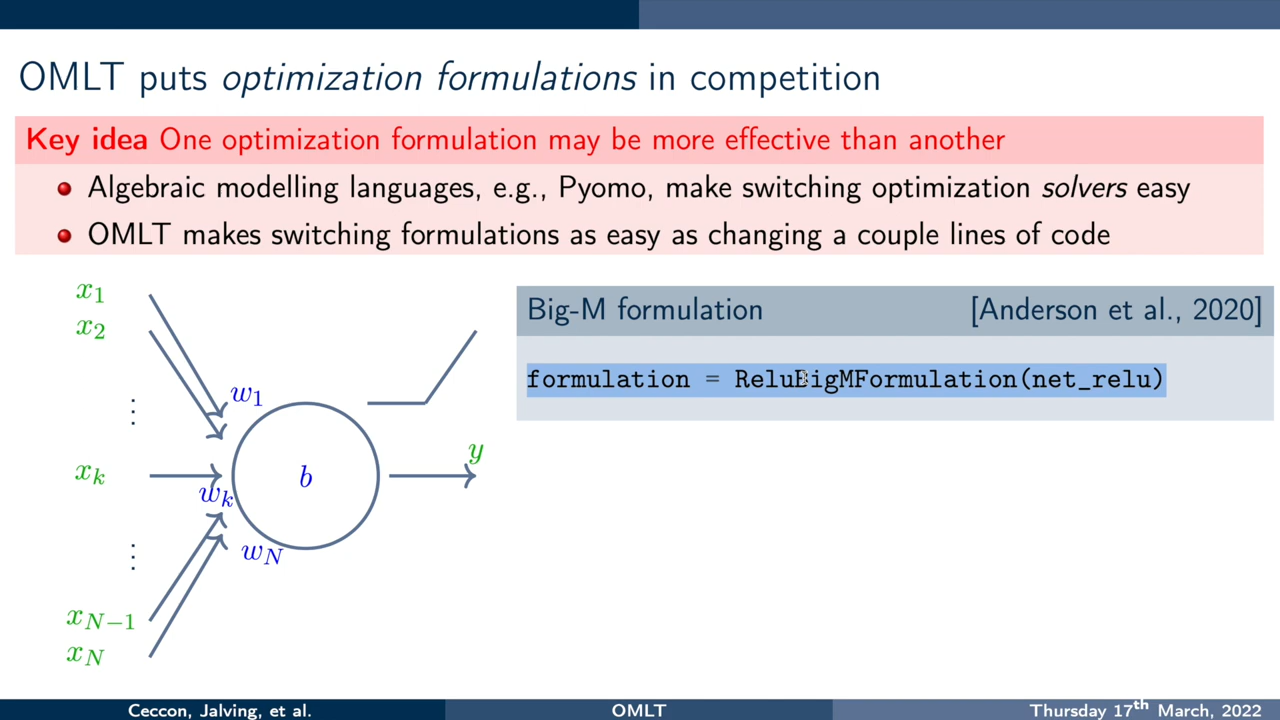 OMLT puts optimization formulations in competition
Key idea One optimization formulation may be more effective than another
Algebraic modelling languages, e.g., Pyomo, make switching optimization solvers easy
OMLT makes switching formulations as easy as changing a couple lines of code
x1
x2
⋮
xk
⋮
xN−1
xN
w1
wk
wN
b
y
Big-M formulation [Anderson et al., 2020]
formulation = ReluBigMFormulation(net_relu)
Ceccon, Jalving, et al. OMLT Thursday 17th March, 2022